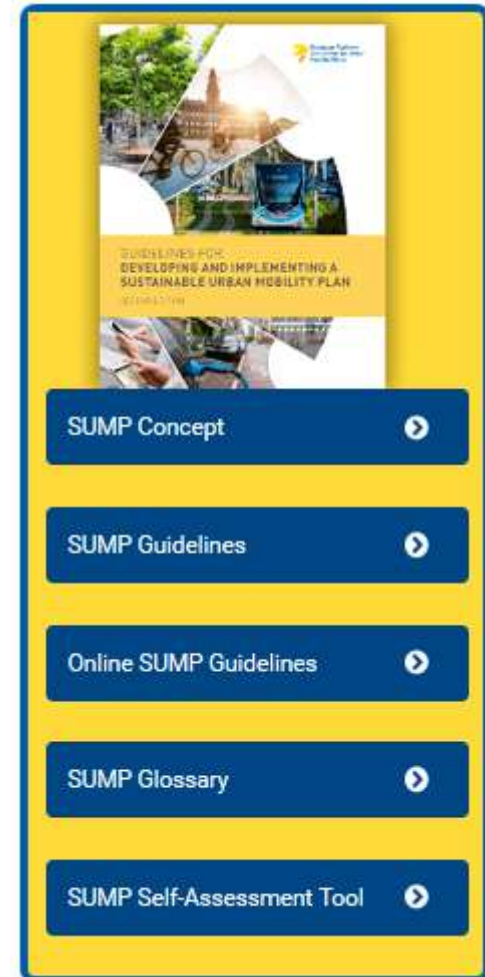 GUIDELINES FOR
DEVELOPING AND IMPLEMENTING A
SUSTAINABLE URBAN MOBILITY PLAN
SUMP Concept
SUMP Guidelines
Online SUMP Guidelines
SUMP Glossary
SUMP Self-Assessment Tool